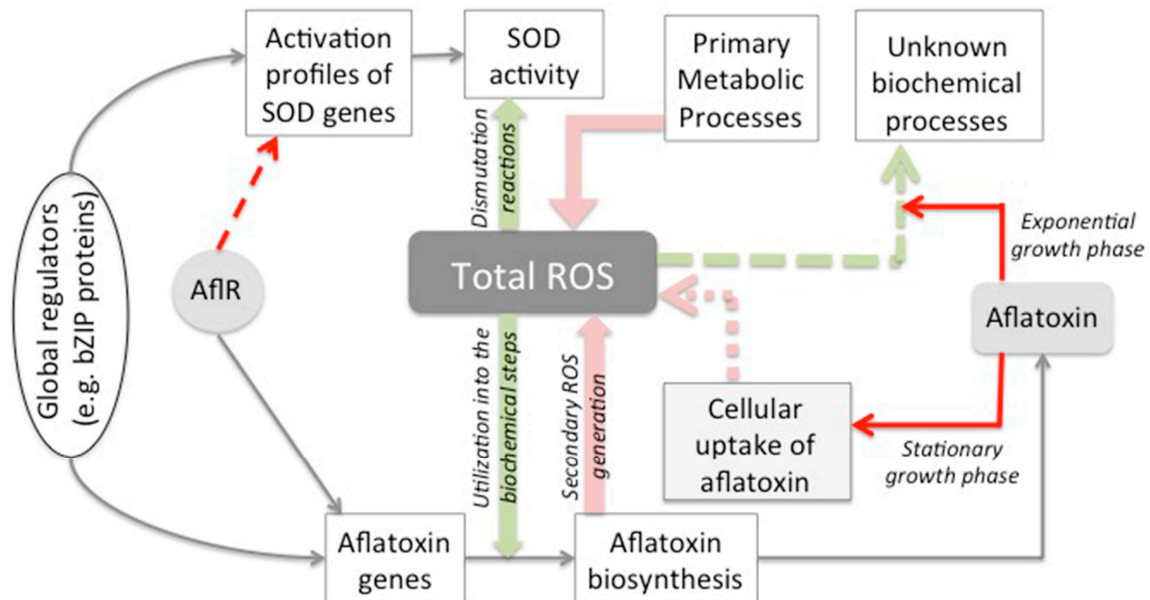 Activation
profiles of
SOD genes
SOD
activity
Primary
Metabolic
Processes
Unknown
biochemical
processes
Dismutation
reactions
Global regulators
(e.g. bZIP proteins)
AflR
Total ROS
Exponential
growth phase
Aflatoxin
Utilization into the
biochemical steps
Secondary ROS
generation
Cellular
uptake of
aflatoxin
Stationary
growth phase
Aflatoxin
genes
Aflatoxin
biosynthesis